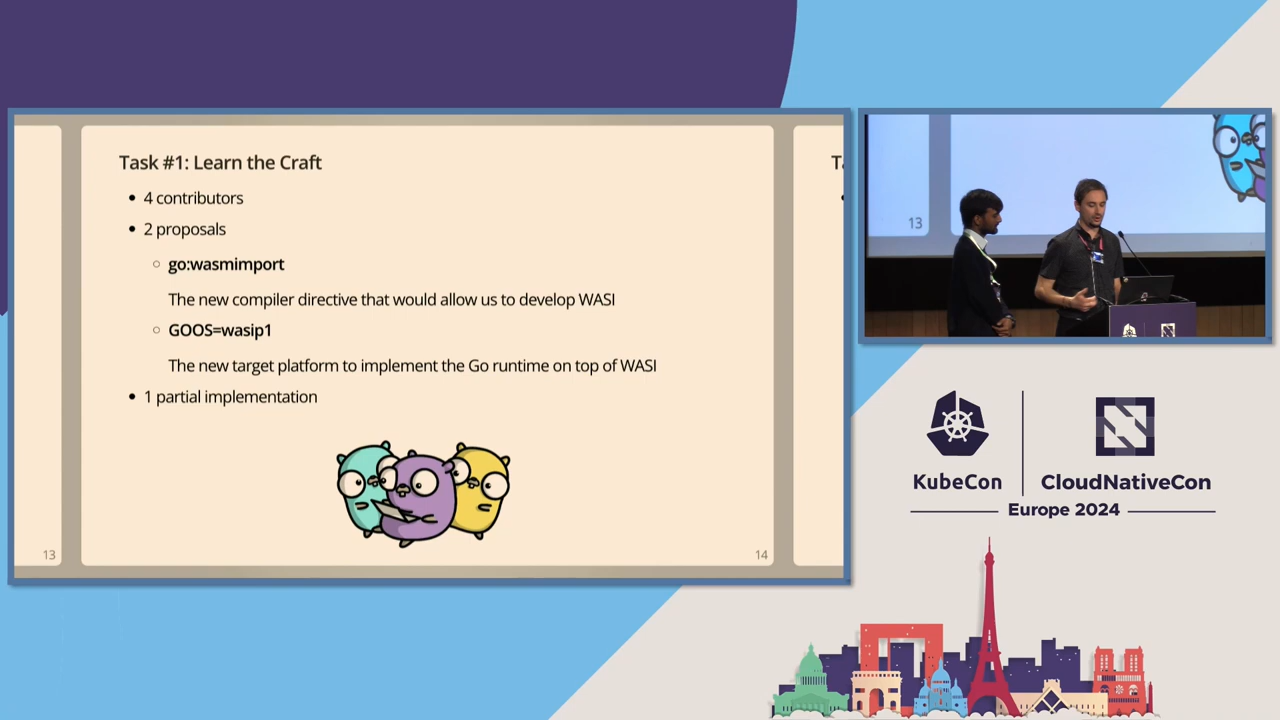 Task #1: Learn the Craft
4 contributors
2 proposals
go:wasmimport
The new compiler directive that would allow us to develop WASI
GOOS=wasip1
The new target platform to implement the Go runtime on top of WASI
1 partial implementation
13
14
13
KubeCon
CloudNativeCon
Europe 2024